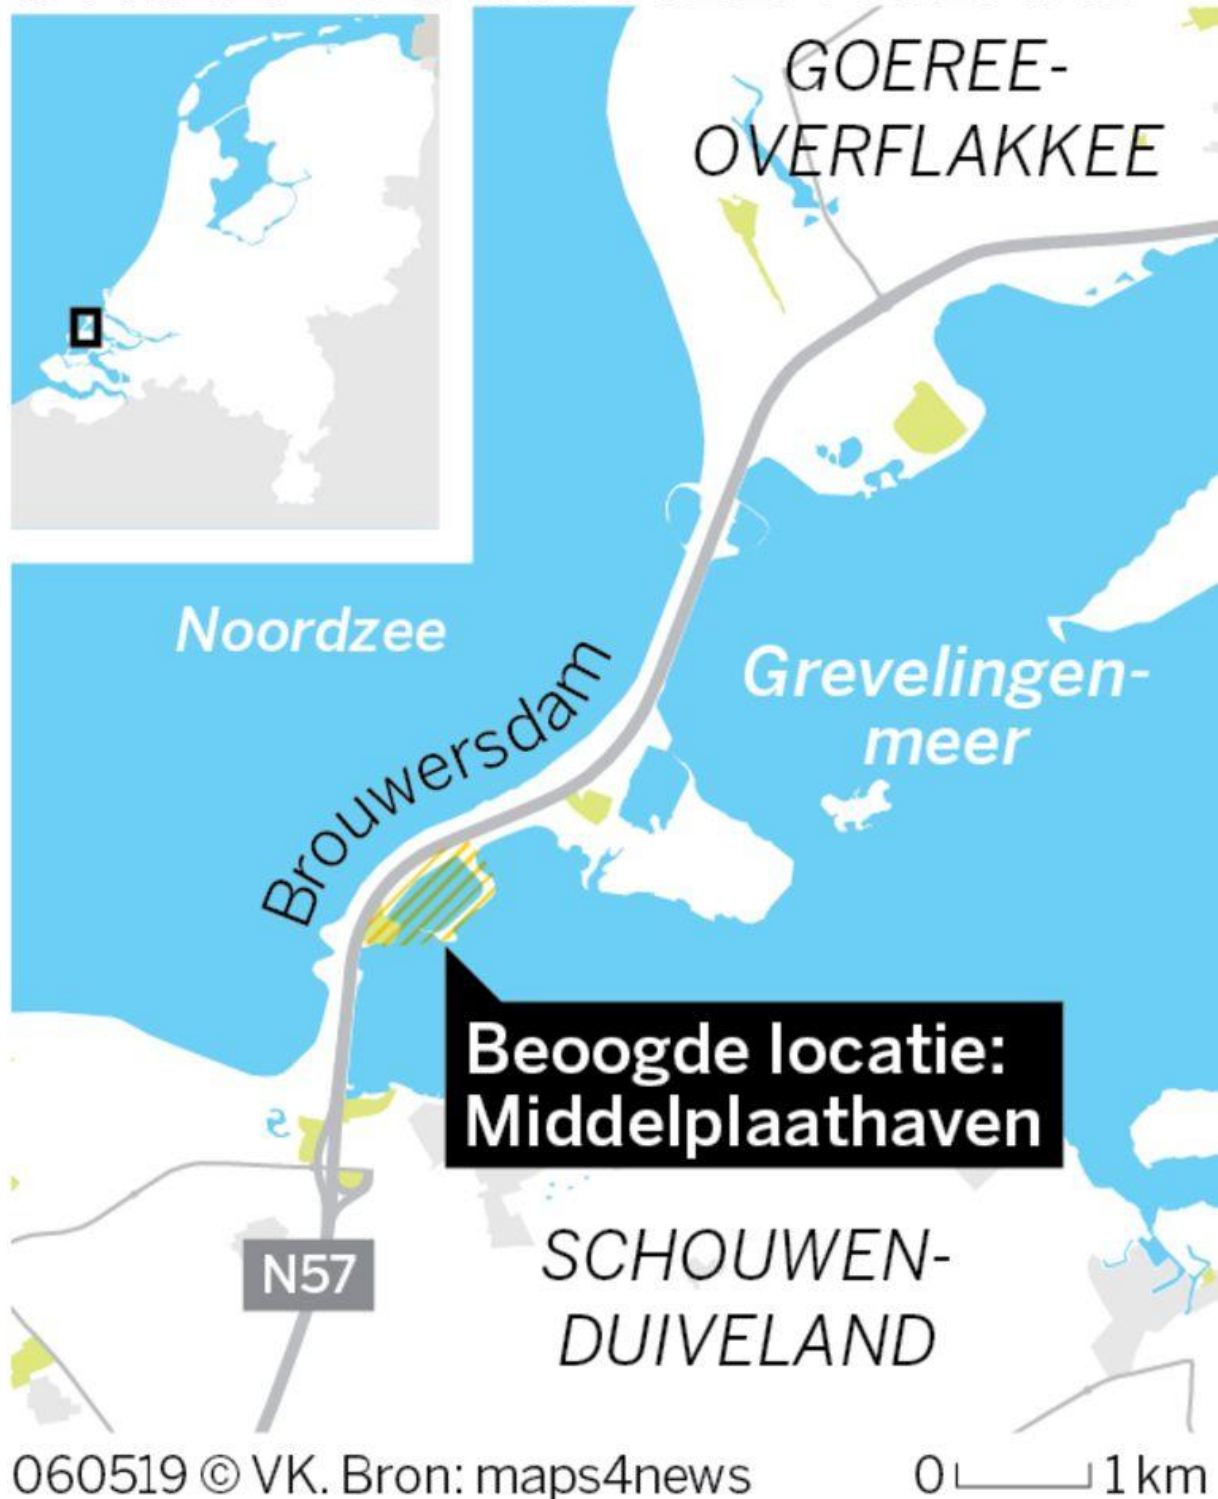 GOEREE-
OVERFLAKKEE
Noordzee
Grevelingen-
meer
Brouwersdam
Beoogde locatie:
Middelplaathaven
N57
SCHOUWEN-
DUIVELAND
060519 © VK. Bron: maps4news
0 1 km